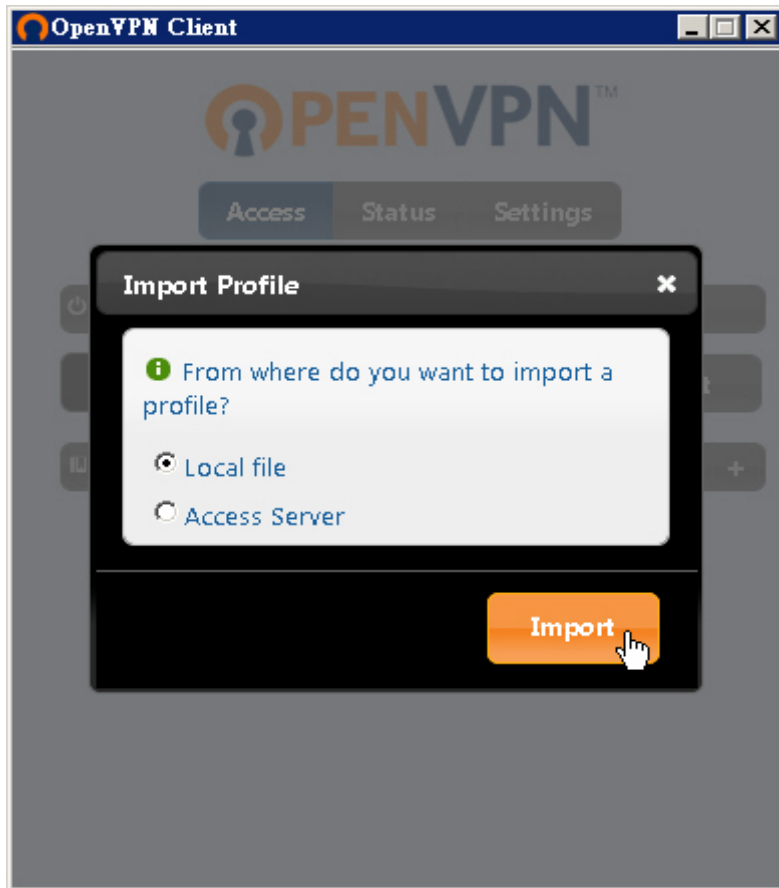 OpenVPN Client
OPENVPN™
Access Status Settings
Import Profile
From where do you want to import a
profile?
Local file
Access Server
Import